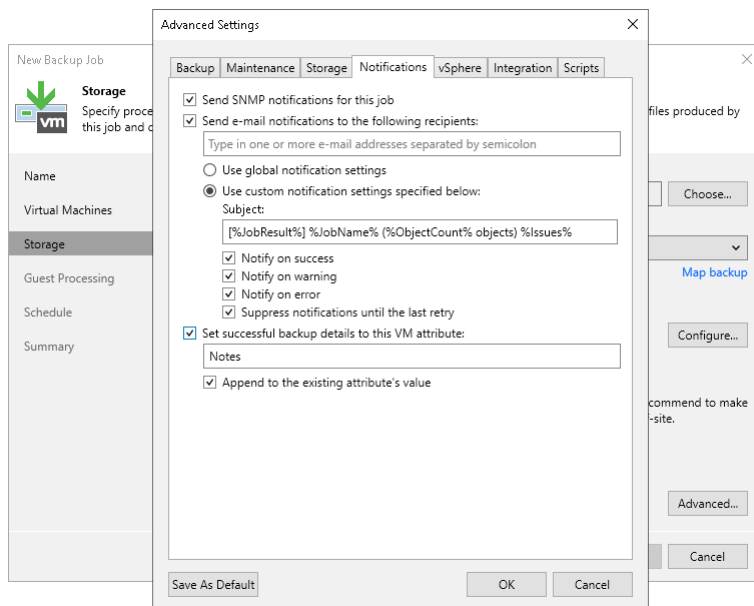 Advanced Settings
New Backup Job
Storage
Specify proce
this job and c
files produced by
vm
Name
Virtual Machines
Storage
Guest Processing
Schedule
Summary
Backup Maintenance Storage Notifications vSphere Integration Scripts
Send SNMP notifications for this job
Send e-mail notifications to the following recipients:
Type in one or more e-mail addresses separated by semicolon
Use global notification settings
Use custom notification settings specified below:
Subject:
[%JobResult%] %JobName% (%ObjectCount% objects) %Issues%
Notify on success
Notify on warning
Notify on error
Suppress notifications until the last retry
Set successful backup details to this VM attribute:
Notes
Append to the existing attribute's value
Choose...
Map backup
Configure...
commend to make
-site.
Advanced...
Cancel
Save As Default
OK
Cancel